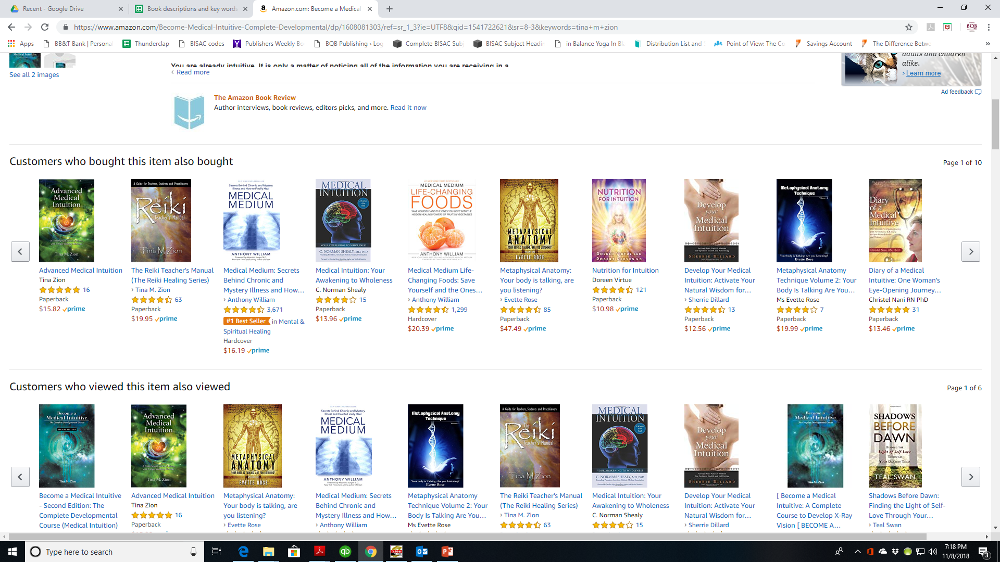 Recent - Google Drive
Book descriptions and key words
Amazon.com: Become a Medical
https://www.amazon.com/Become-Medical-Intuitive-Complete-Developmental/dp/1608081303/ref=sr_1_3?ie=UTF8&qid=1541722621&sr=8-3&keywords=tina+m+zion
Apps
BB&T Bank | Persona
Thunderclap
BISAC codes
Publishers Weekly Bo
BQB Publishing › Log
Complete BISAC Subj
BISAC Subject Headin
in Balance Yoga In Bl
Distribution List and
Point of View: The Co
Savings Account
The Difference Betwe
adults and children
alike.
› Learn more
Ad feedback
See all 2 images
You are already intuitive. It is only a matter of noticing all of the information you are receiving in a
‹ Read more
The Amazon Book Review
Author interviews, book reviews, editors picks, and more. Read it now
Customers who bought this item also bought
Page 1 of 10
Advanced Medical Intuition
Tina Zion
16
Paperback
$15.82 prime
The Reiki Teacher's Manual
(The Reiki Healing Series)
› Tina M. Zion
63
Paperback
$19.95 prime
Medical Medium: Secrets
Behind Chronic and
Mystery Illness and How…
› Anthony William
3,671
#1 Best Seller in Mental &
Spiritual Healing
Hardcover
$16.19 prime
Medical Intuition: Your
Awakening to Wholeness
C. Norman Shealy
15
Paperback
$13.96 prime
Medical Medium Life-
Changing Foods: Save
Yourself and the Ones…
› Anthony William
1,299
Hardcover
$20.39 prime
Metaphysical Anatomy:
Your body is talking, are
you listening?
› Evette Rose
85
Paperback
$47.49 prime
Nutrition for Intuition
Doreen Virtue
121
Paperback
$10.98 prime
Develop Your Medical
Intuition: Activate Your
Natural Wisdom for…
› Sherrie Dillard
13
Paperback
$12.56 prime
Metaphysical Anatomy
Technique Volume 2: Your
Body Is Talking Are You…
Ms Evette Rose
7
Paperback
$19.99 prime
Diary of a Medical
Intuitive: One Woman's
Eye-Opening Journey…
Christel Nani RN PhD
31
Paperback
$13.46 prime
Customers who viewed this item also viewed
Page 1 of 6
Become a Medical Intuitive
- Second Edition: The
Complete Developmental
Course (Medical Intuition)
Advanced Medical Intuition
Tina Zion
16
Paperback
Metaphysical Anatomy:
Your body is talking, are
you listening?
› Evette Rose
Medical Medium: Secrets
Behind Chronic and
Mystery Illness and How…
› Anthony William
Metaphysical Anatomy
Technique Volume 2: Your
Body Is Talking Are You…
Ms Evette Rose
The Reiki Teacher's Manual
(The Reiki Healing Series)
› Tina M. Zion
63
Medical Intuition: Your
Awakening to Wholeness
C. Norman Shealy
15
Develop Your Medical
Intuition: Activate Your
Natural Wisdom for…
› Sherrie Dillard
[ Become a Medical
Intuitive: A Complete
Course to Develop X-Ray
Vision [ BECOME A…
Shadows Before Dawn:
Finding the Light of Self-
Love Through Your…
› Teal Swan
Type here to search
7:18 PM
11/8/2018
3